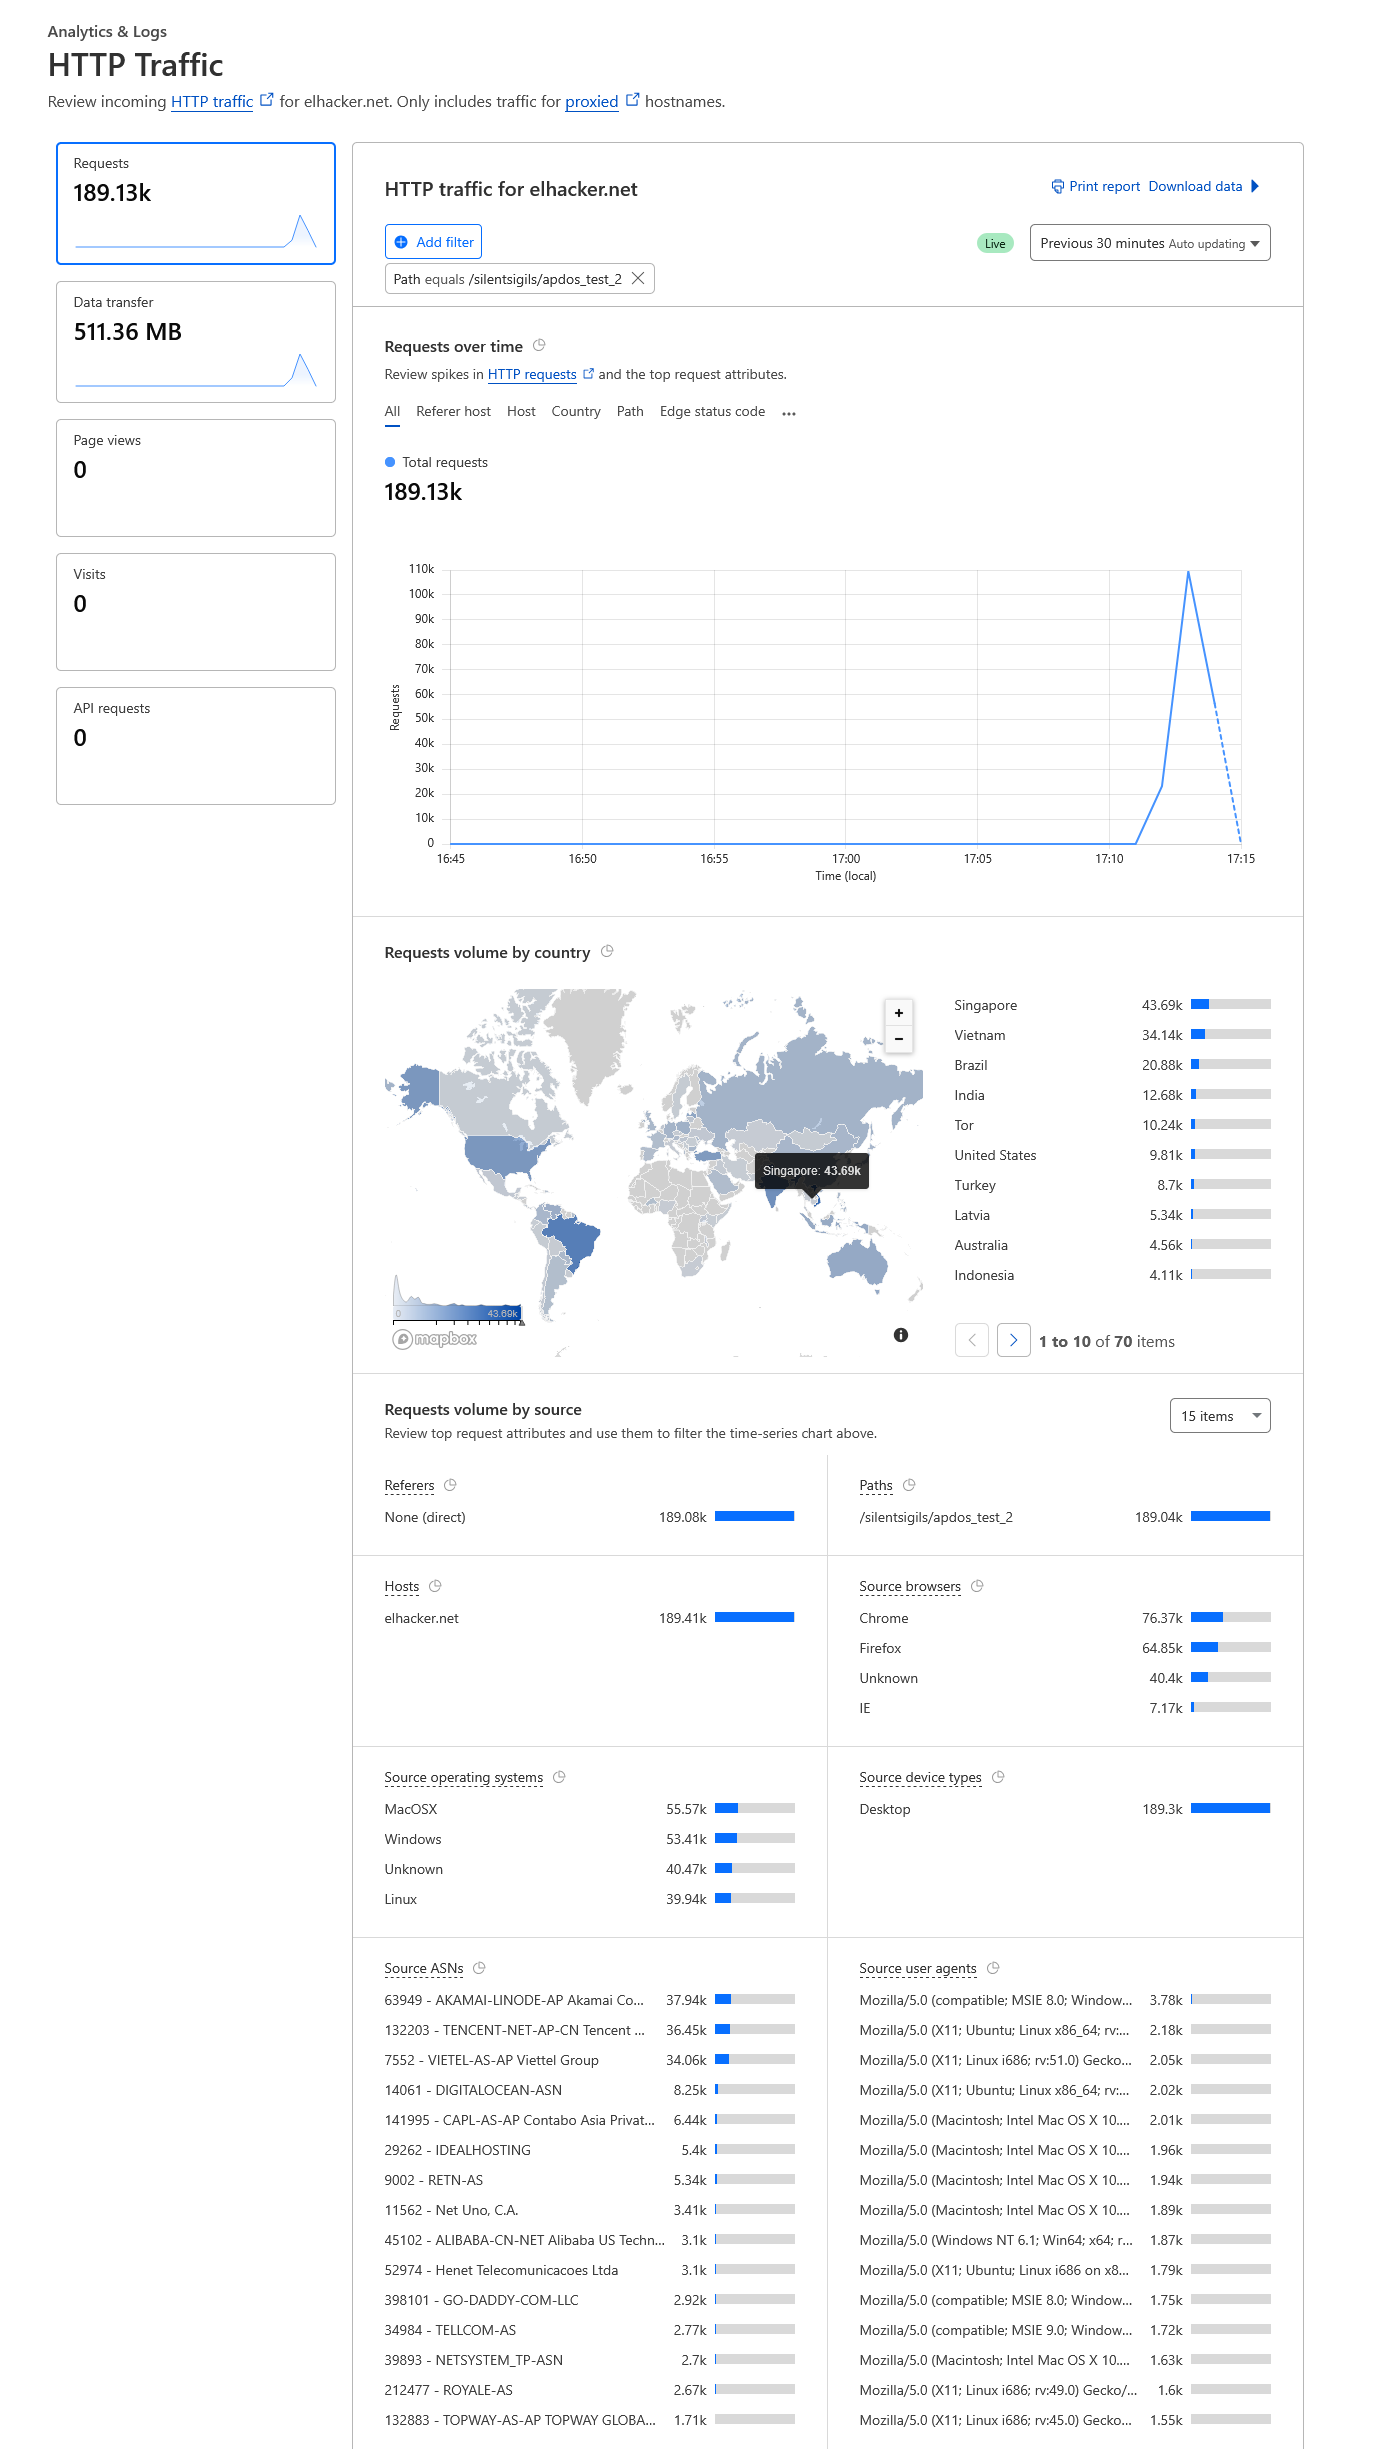 Analytics & Logs
HTTP Traffic
Review incoming HTTP traffic for elhacker.net. Only includes traffic for proxied hostnames.
Requests
189.13k
Data transfer
511.36 MB
Page views
0
Visits
0
API requests
0
HTTP traffic for elhacker.net
Print report
Download data
Add filter
Live
Previous 30 minutes Auto updating
Path equals /silentsigils/apdos_test_2
Requests over time
Review spikes in HTTP requests and the top request attributes.
All
Referer host
Host
Country
Path
Edge status code
...
Total requests
189.13k
110k
100k
90k
80k
70k
60k
50k
40k
30k
20k
10k
0
Requests
16:45
16:50
16:55
17:00
17:05
17:10
17:15
Time (local)
Requests volume by country
+
−
Singapore: 43.69k
0
43.69k
mapbox
Singapore 43.69k
Vietnam 34.14k
Brazil 20.88k
India 12.68k
Tor 10.24k
United States 9.81k
Turkey 8.7k
Latvia 5.34k
Australia 4.56k
Indonesia 4.11k
1 to 10 of 70 items
Requests volume by source
Review top request attributes and use them to filter the time-series chart above.
15 items
Referers
None (direct) 189.08k
Paths
/silentsigils/apdos_test_2 189.04k
Hosts
elhacker.net 189.41k
Source browsers
Chrome 76.37k
Firefox 64.85k
Unknown 40.4k
IE 7.17k
Source operating systems
MacOSX 55.57k
Windows 53.41k
Unknown 40.47k
Linux 39.94k
Source device types
Desktop 189.3k
Source ASNs
63949 - AKAMAI-LINODE-AP Akamai Co... 37.94k
132203 - TENCENT-NET-AP-CN Tencent ... 36.45k
7552 - VIETEL-AS-AP Viettel Group 34.06k
14061 - DIGITALOCEAN-ASN 8.25k
141995 - CAPL-AS-AP Contabo Asia Privat... 6.44k
29262 - IDEALHOSTING 5.4k
9002 - RETN-AS 5.34k
11562 - Net Uno, C.A. 3.41k
45102 - ALIBABA-CN-NET Alibaba US Techn... 3.1k
52974 - Henet Telecomunicacoes Ltda 3.1k
398101 - GO-DADDY-COM-LLC 2.92k
34984 - TELLCOM-AS 2.77k
39893 - NETSYSTEM_TP-ASN 2.7k
212477 - ROYALE-AS 2.67k
132883 - TOPWAY-AS-AP TOPWAY GLOBA... 1.71k
Source user agents
Mozilla/5.0 (compatible; MSIE 8.0; Window... 3.78k
Mozilla/5.0 (X11; Ubuntu; Linux x86_64; rv:... 2.18k
Mozilla/5.0 (X11; Linux i686; rv:51.0) Gecko... 2.05k
Mozilla/5.0 (X11; Ubuntu; Linux x86_64; rv:... 2.02k
Mozilla/5.0 (Macintosh; Intel Mac OS X 10.... 2.01k
Mozilla/5.0 (Macintosh; Intel Mac OS X 10.... 1.96k
Mozilla/5.0 (Macintosh; Intel Mac OS X 10.... 1.94k
Mozilla/5.0 (Macintosh; Intel Mac OS X 10.... 1.89k
Mozilla/5.0 (Windows NT 6.1; Win64; x64; r... 1.87k
Mozilla/5.0 (X11; Ubuntu; Linux i686 on x8... 1.79k
Mozilla/5.0 (compatible; MSIE 8.0; Window... 1.75k
Mozilla/5.0 (compatible; MSIE 9.0; Window... 1.72k
Mozilla/5.0 (Macintosh; Intel Mac OS X 10.... 1.63k
Mozilla/5.0 (X11; Linux i686; rv:49.0) Gecko/... 1.6k
Mozilla/5.0 (X11; Linux i686; rv:45.0) Gecko... 1.55k